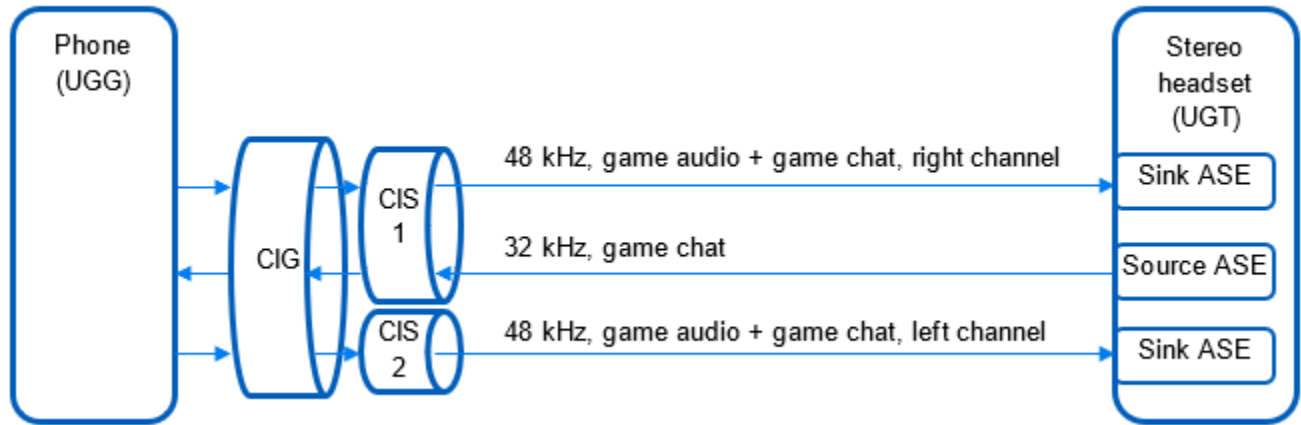 Phone
(UGG)
Stereo
headset
(UGT)
48 kHz, game audio + game chat, right channel
Sink ASE
CIS
1
32 kHz, game chat
CIG
Source ASE
48 kHz, game audio + game chat, left channel
CIS
2
Sink ASE